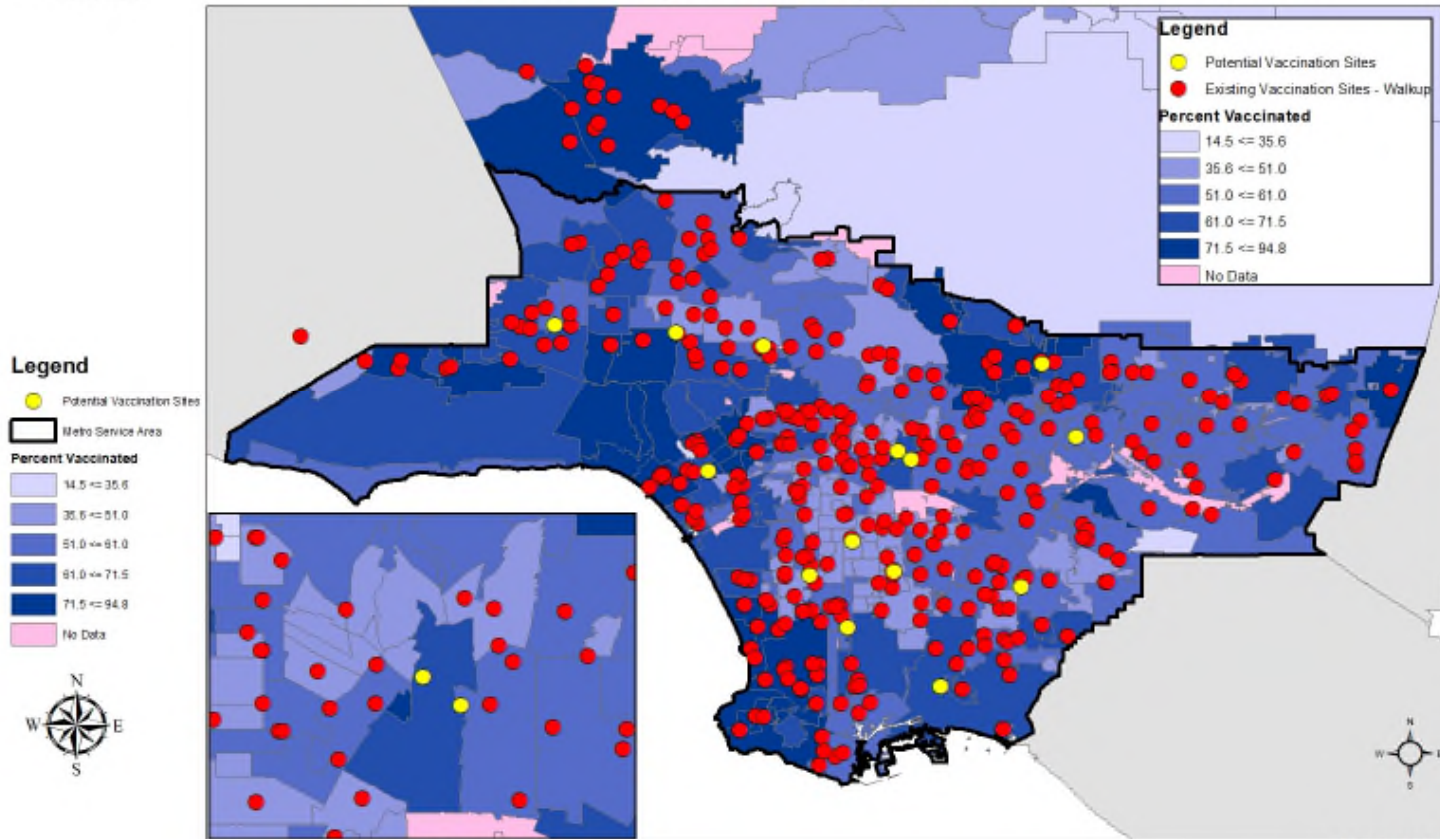 Legend
Potential Vaccination Sites
Existing Vaccination Sites - Walkup
Percent Vaccinated
14.5 <= 35.6
35.6 <= 51.0
51.0 <= 61.0
61.0 <= 71.5
71.5 <= 94.8
No Data
Legend
Potential Vaccination Sites
Metro Service Area
Percent Vaccinated
14.5 <= 35.6
35.6 <= 51.0
51.0 <= 61.0
61.0 <= 71.5
71.5 <= 94.8
No Data
N
W E
S
N
W
S